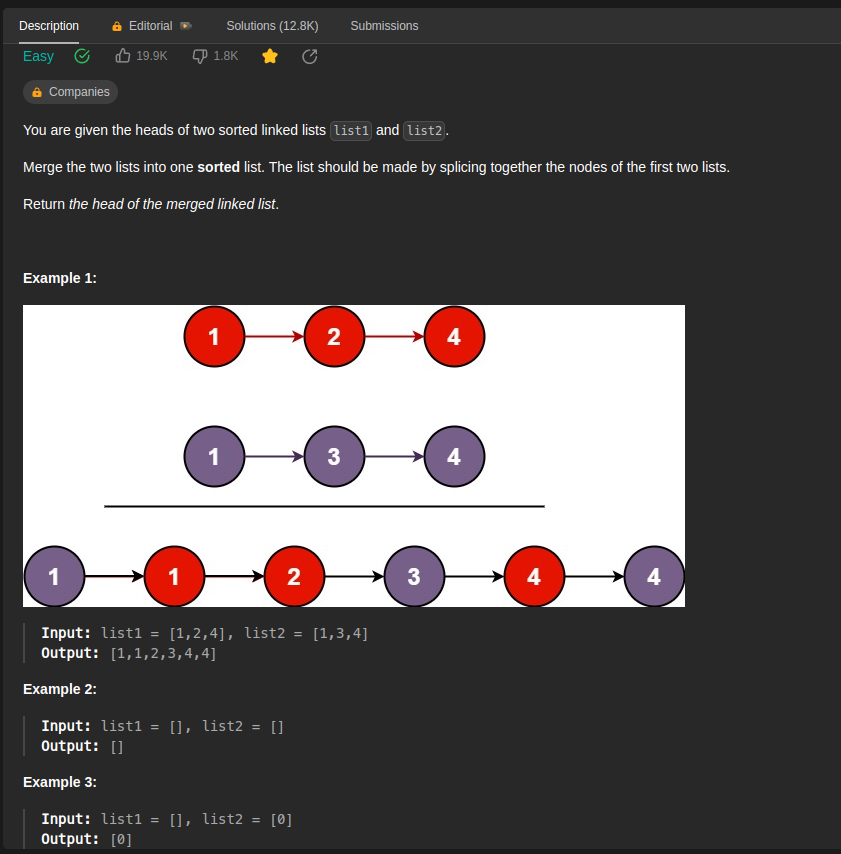 Description Editorial Solutions (12.8K) Submissions
Easy 19.9K 1.8K
Companies
You are given the heads of two sorted linked lists list1 and list2.
Merge the two lists into one sorted list. The list should be made by splicing together the nodes of the first two lists.
Return the head of the merged linked list.
Example 1:
1 2 4
1 3 4
1 1 2 3 4 4
Input: list1 = [1,2,4], list2 = [1,3,4]
Output: [1,1,2,3,4,4]
Example 2:
Input: list1 = [], list2 = []
Output: []
Example 3:
Input: list1 = [], list2 = [0]
Output: [0]